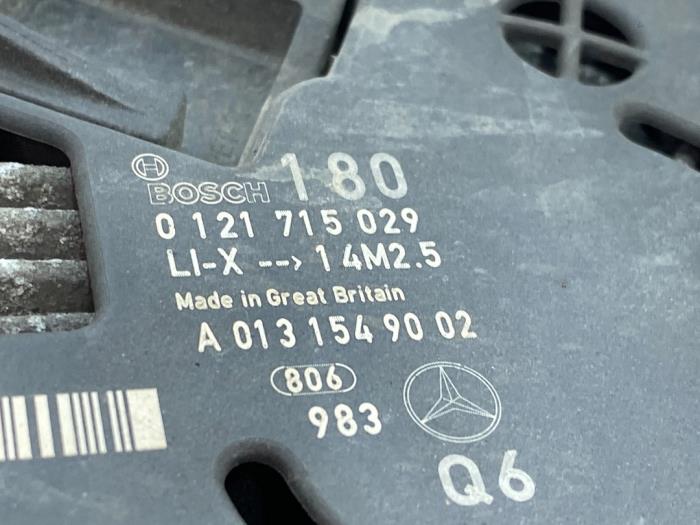 BOSCH 180
0 121 715 029
LI-X --> 14M2.5
Made in Great Britain
A 013 154 90 02
806
983
Q6